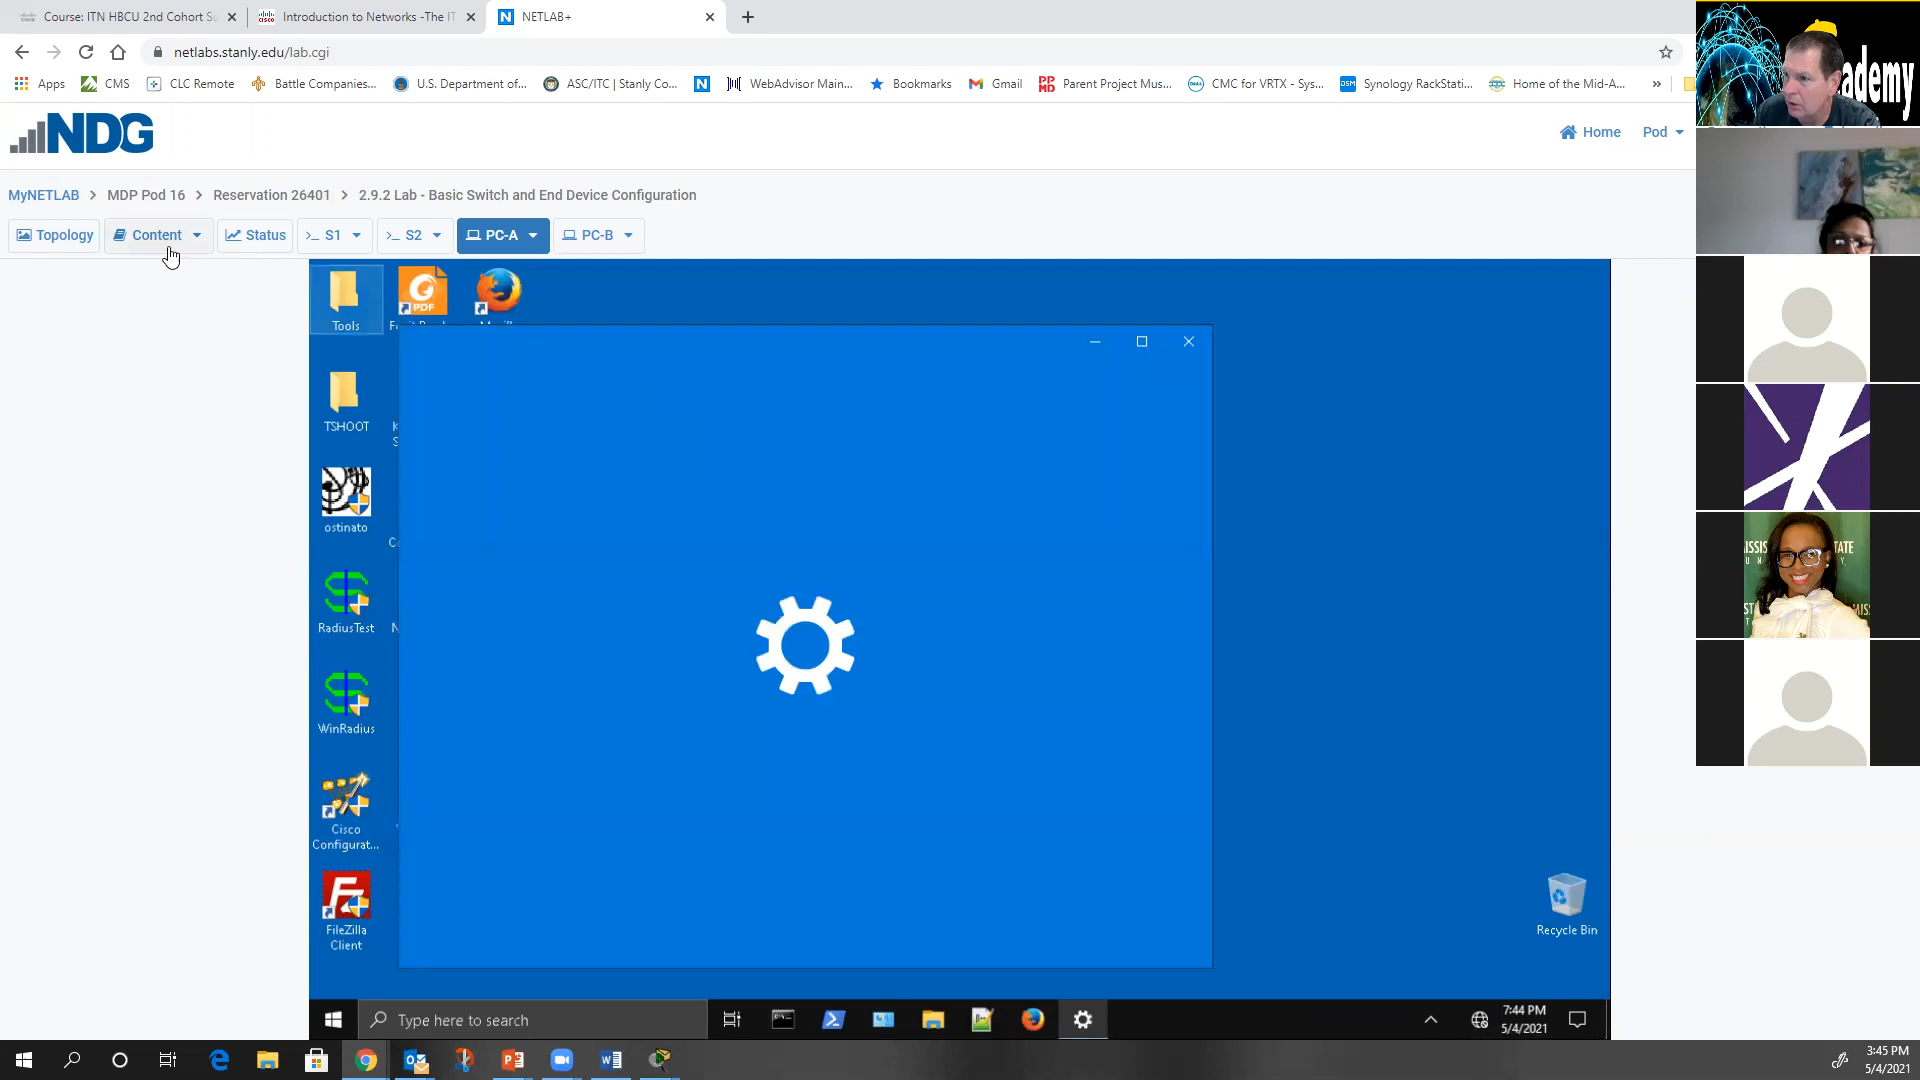 Course: ITN HBCU 2nd Cohort Su
Introduction to Networks -The IT
NETLAB+
netlabs.stanly.edu/lab.cgi
Apps
CMS
CLC Remote
Battle Companies...
U.S. Department of...
ASC/ITC | Stanly Co...
WebAdvisor Main...
Bookmarks
Gmail
Parent Project Mus...
CMC for VRTX - Sys...
Synology RackStati...
Home of the Mid-A...
NDG
Home
Pod
MyNETLAB > MDP Pod 16 > Reservation 26401 > 2.9.2 Lab - Basic Switch and End Device Configuration
Topology
Content
Status
S1
S2
PC-A
PC-B
Tools
PDF
TSHOOT
ostinato
RadiusTest
WinRadius
Cisco
Configurat...
FileZilla
Client
Recycle Bin
Type here to search
7:44 PM
5/4/2021
3:45 PM
5/4/2021
ademy